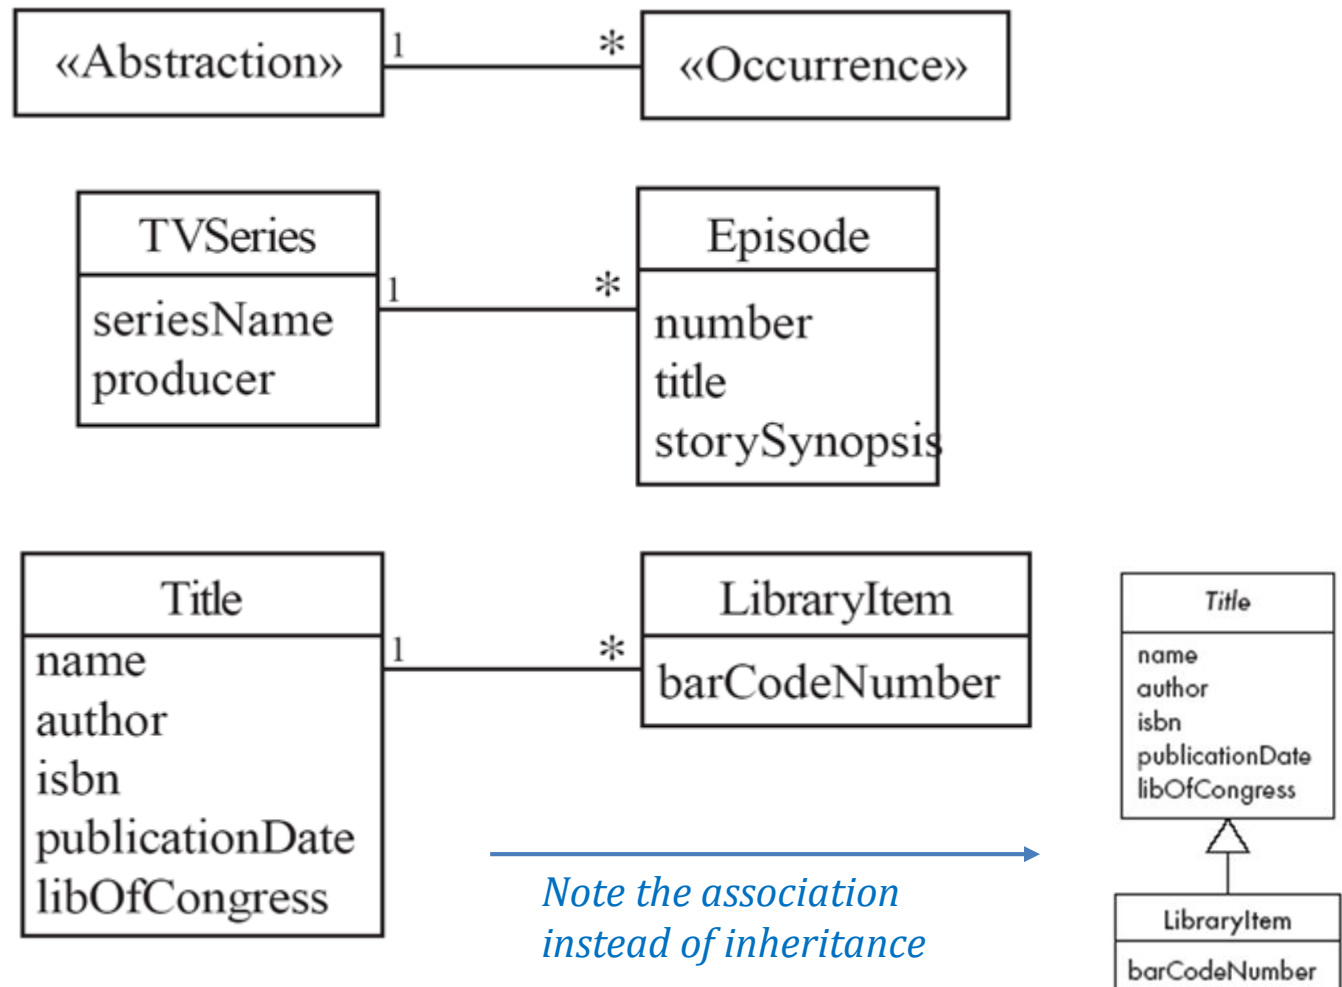 «Abstraction»
1
*
«Occurrence»
TVSeries
seriesName
producer
1
*
Episode
number
title
storySynopsis
Title
name
author
isbn
publicationDate
libOfCongress
1
*
LibraryItem
barCodeNumber
Note the association
instead of inheritance
Title
name
author
isbn
publicationDate
libOfCongress
LibraryItem
barCodeNumber